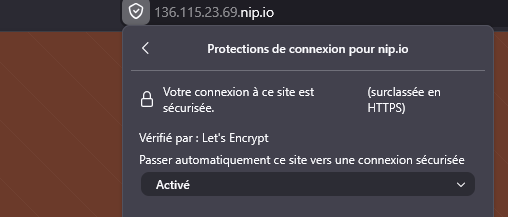 136.115.23.69.nip.io
Protections de connexion pour nip.io
Votre connexion à ce site est sécurisée.
(surclassée en HTTPS)
Vérifié par : Let's Encrypt
Passer automatiquement ce site vers une connexion sécurisée
Activé